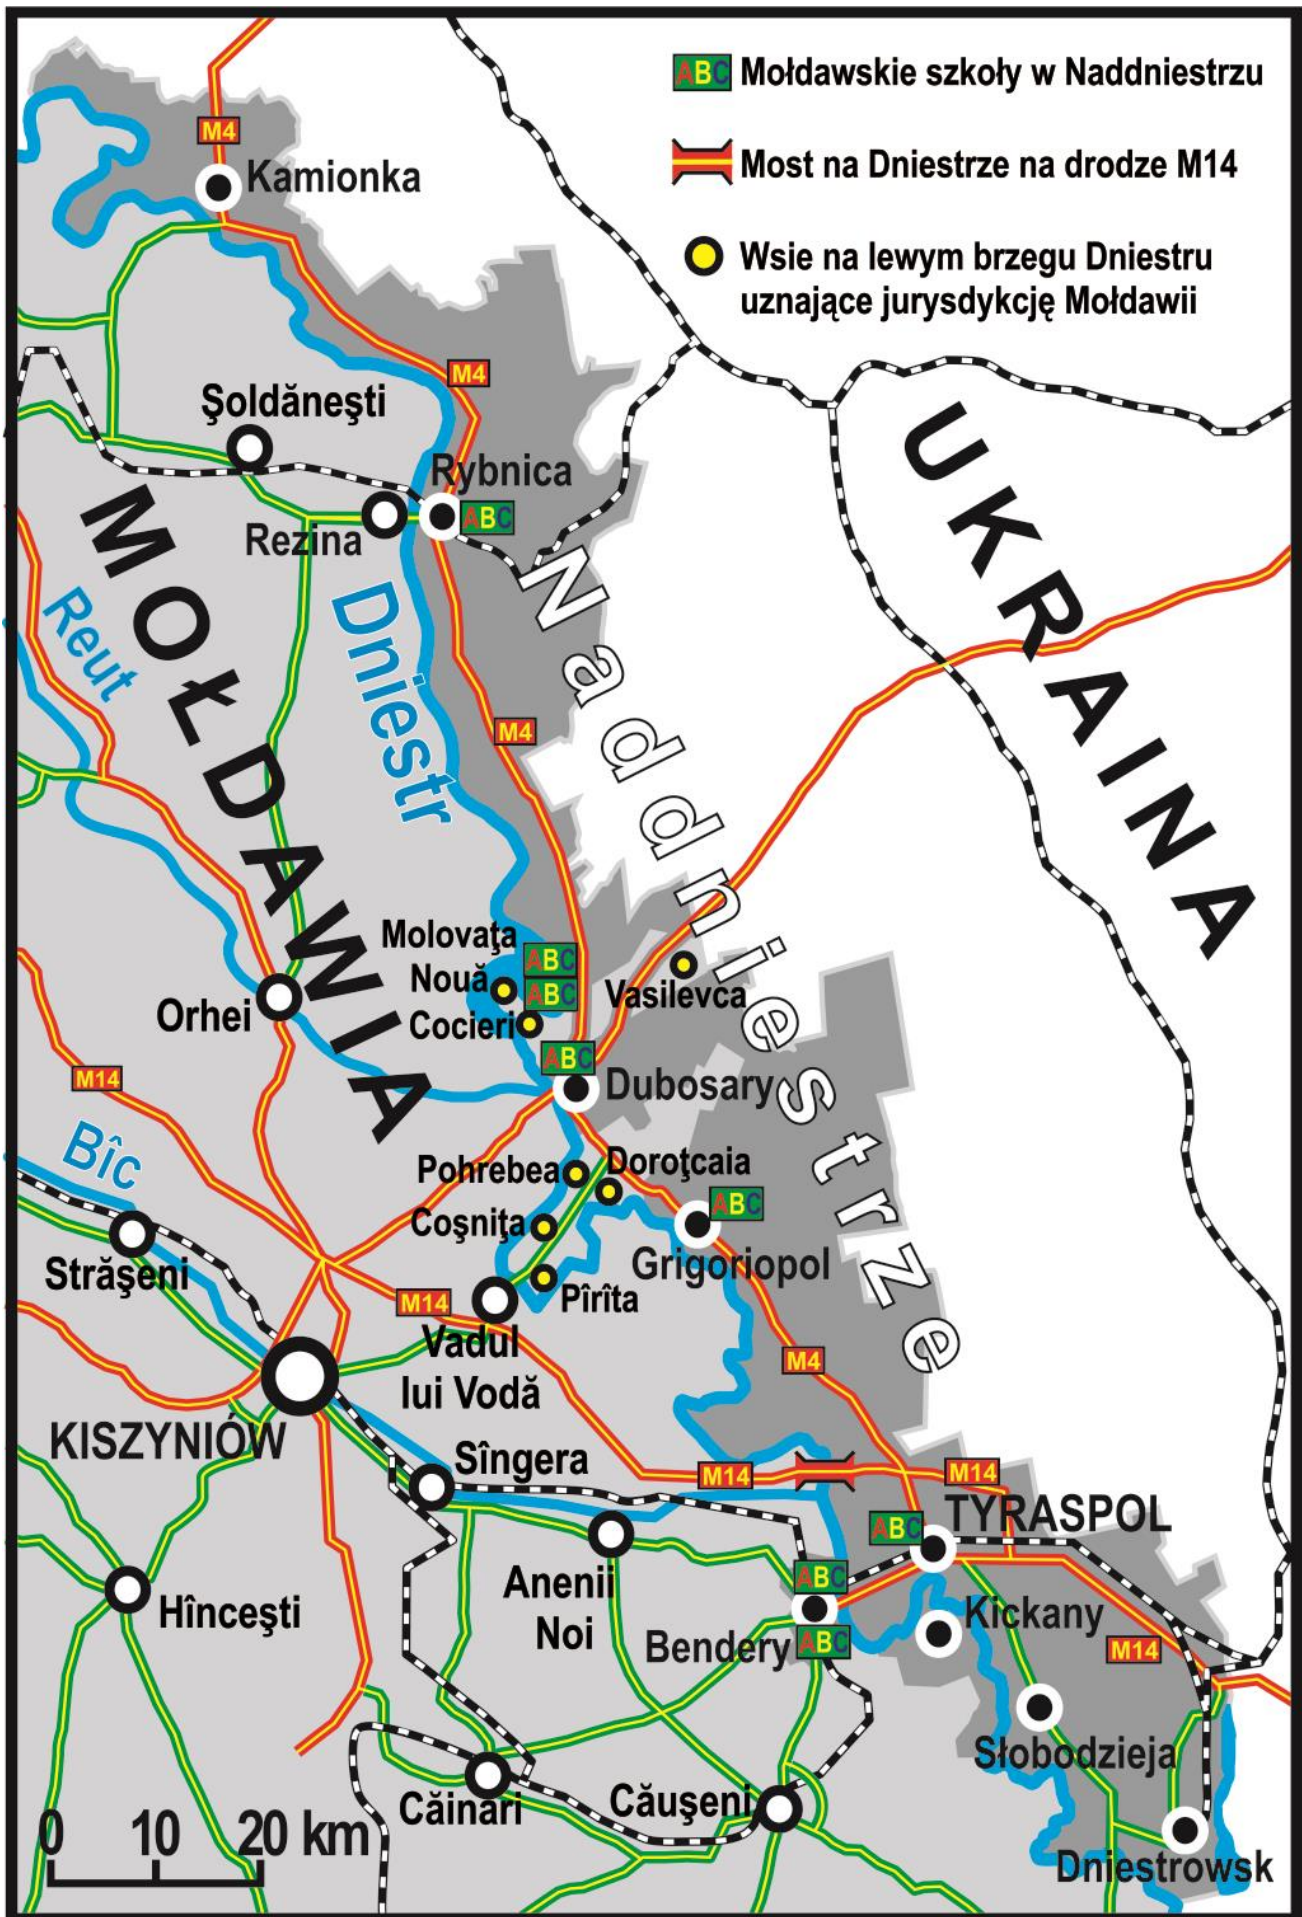 ABC Mołdawskie szkoły w Naddniestrzu
Most na Dniestrze na drodze M14
Wsie na lewym brzegu Dniestru
uznające jurysdykcję Mołdawii
M4
Kamionka
M4
Şoldăneşti
Rybnica
ABC
Rezina
UKRAINA
MOŁDAWIA
Naddniestrze
Reut
Dniestr
M4
Molovaţa
Nouă
ABC
ABC
Cocieri
Vasilevca
Orhei
ABC
Dubosary
M14
Bîc
Pohrebea
Doroţcaia
ABC
Coşniţa
Grigoriopol
Străşeni
Pîrîta
M14
Vadul
lui Vodă
M4
KISZYNIÓW
Sîngera
M14
M14
TYRASPOL
ABC
Anenii
Noi
ABC
Hînceşti
Kickany
Bendery
ABC
M14
Słobodzieja
Căinari
Căuşeni
0 10 20 km
Dniestrowsk